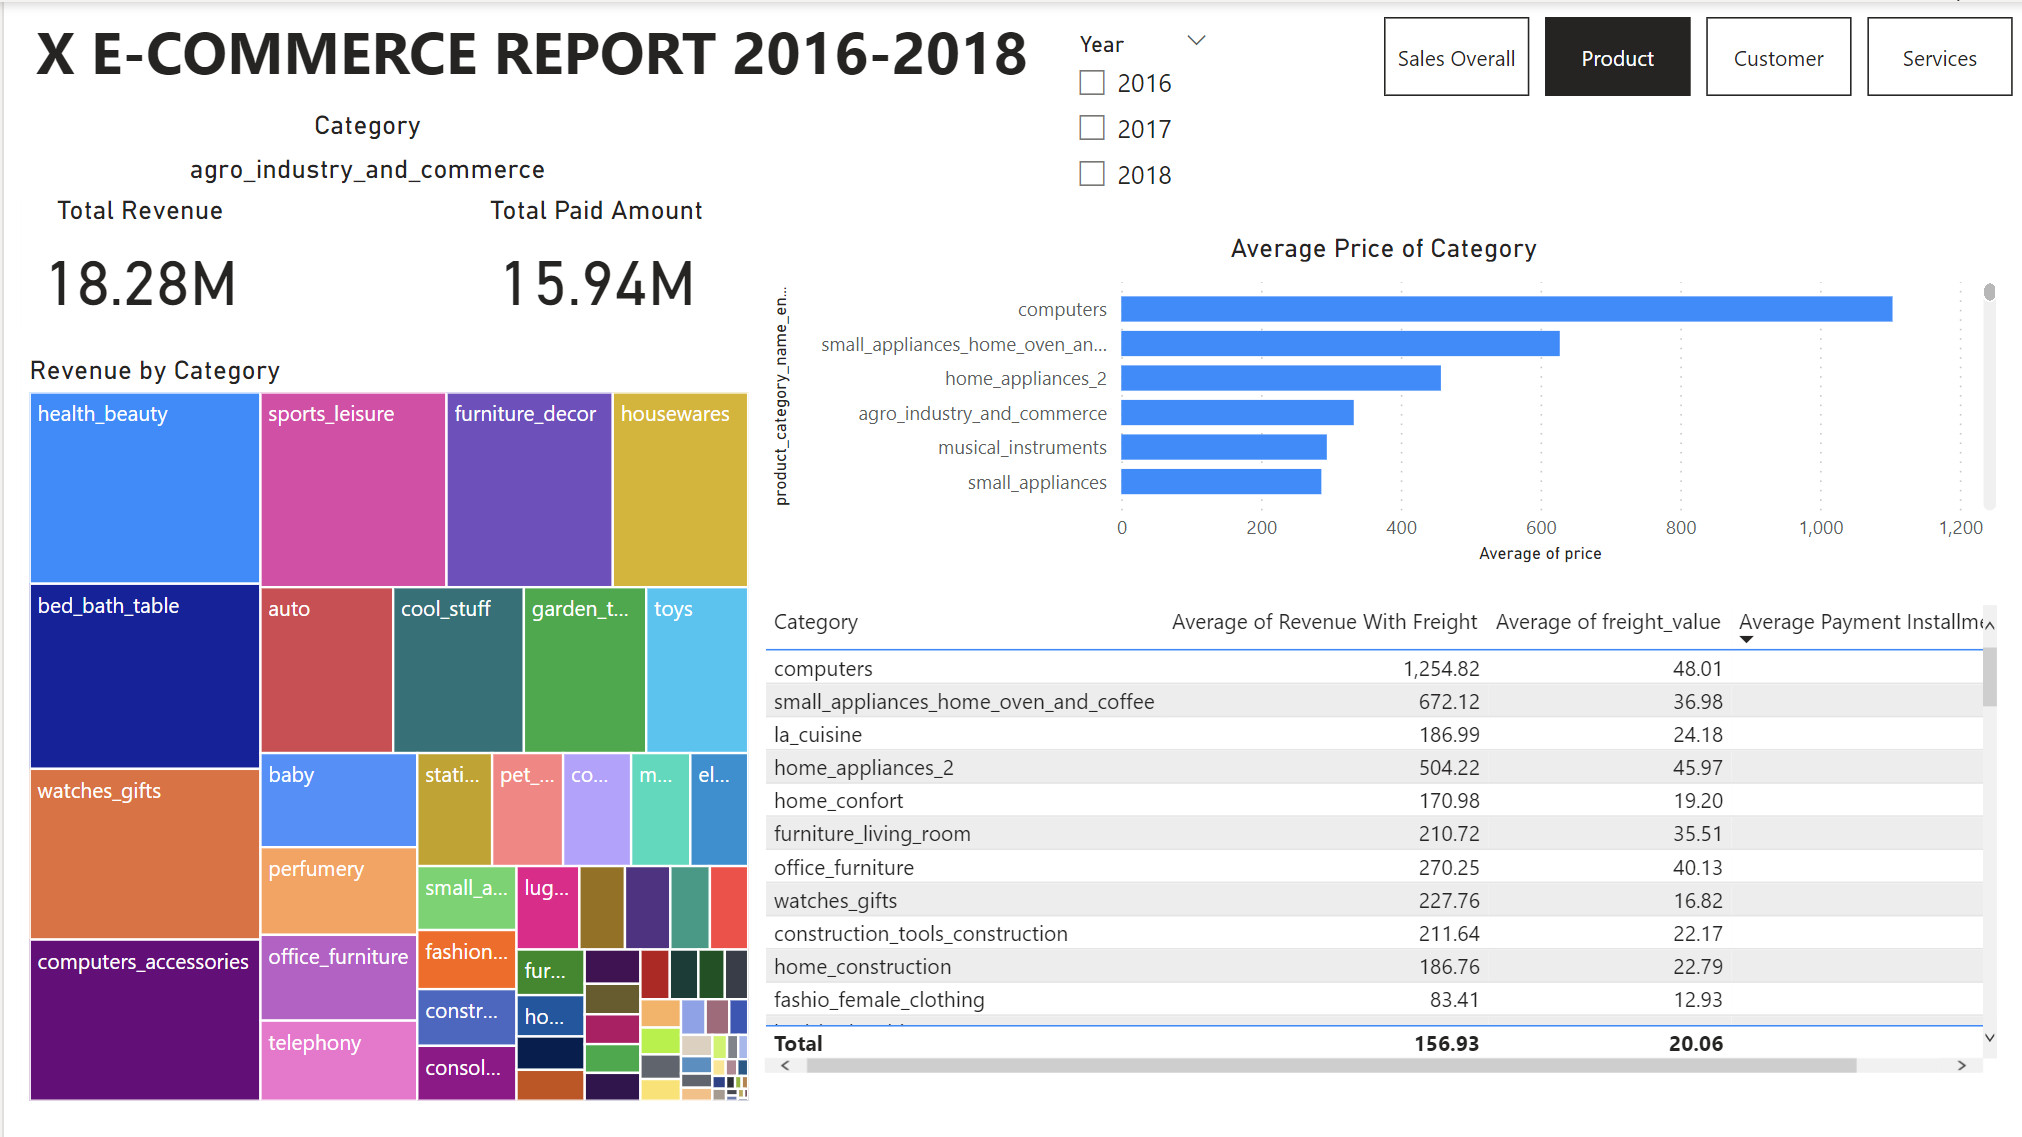 X E-COMMERCE REPORT 2016-2018
Year
2016
2017
2018
Sales Overall
Product
Customer
Services
Category
agro_industry_and_commerce
Total Revenue
18.28M
Total Paid Amount
15.94M
Revenue by Category
health_beauty
sports_leisure
furniture_decor
housewares
bed_bath_table
auto
cool_stuff
garden_t...
toys
watches_gifts
baby
stati...
pet_...
co...
m...
el...
perfumery
small_a...
lug...
computers_accessories
office_furniture
fashion...
fur...
constr...
ho...
telephony
consol...
Average Price of Category
product_category_name_en...
computers
small_appliances_home_oven_an...
home_appliances_2
agro_industry_and_commerce
musical_instruments
small_appliances
0 200 400 600 800 1,000 1,200
Average of price
Category Average of Revenue With Freight Average of freight_value Average Payment Installme
computers 1,254.82 48.01
small_appliances_home_oven_and_coffee 672.12 36.98
la_cuisine 186.99 24.18
home_appliances_2 504.22 45.97
home_confort 170.98 19.20
furniture_living_room 210.72 35.51
office_furniture 270.25 40.13
watches_gifts 227.76 16.82
construction_tools_construction 211.64 22.17
home_construction 186.76 22.79
fashio_female_clothing 83.41 12.93
Total 156.93 20.06